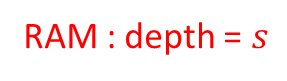 RAM : depth = s